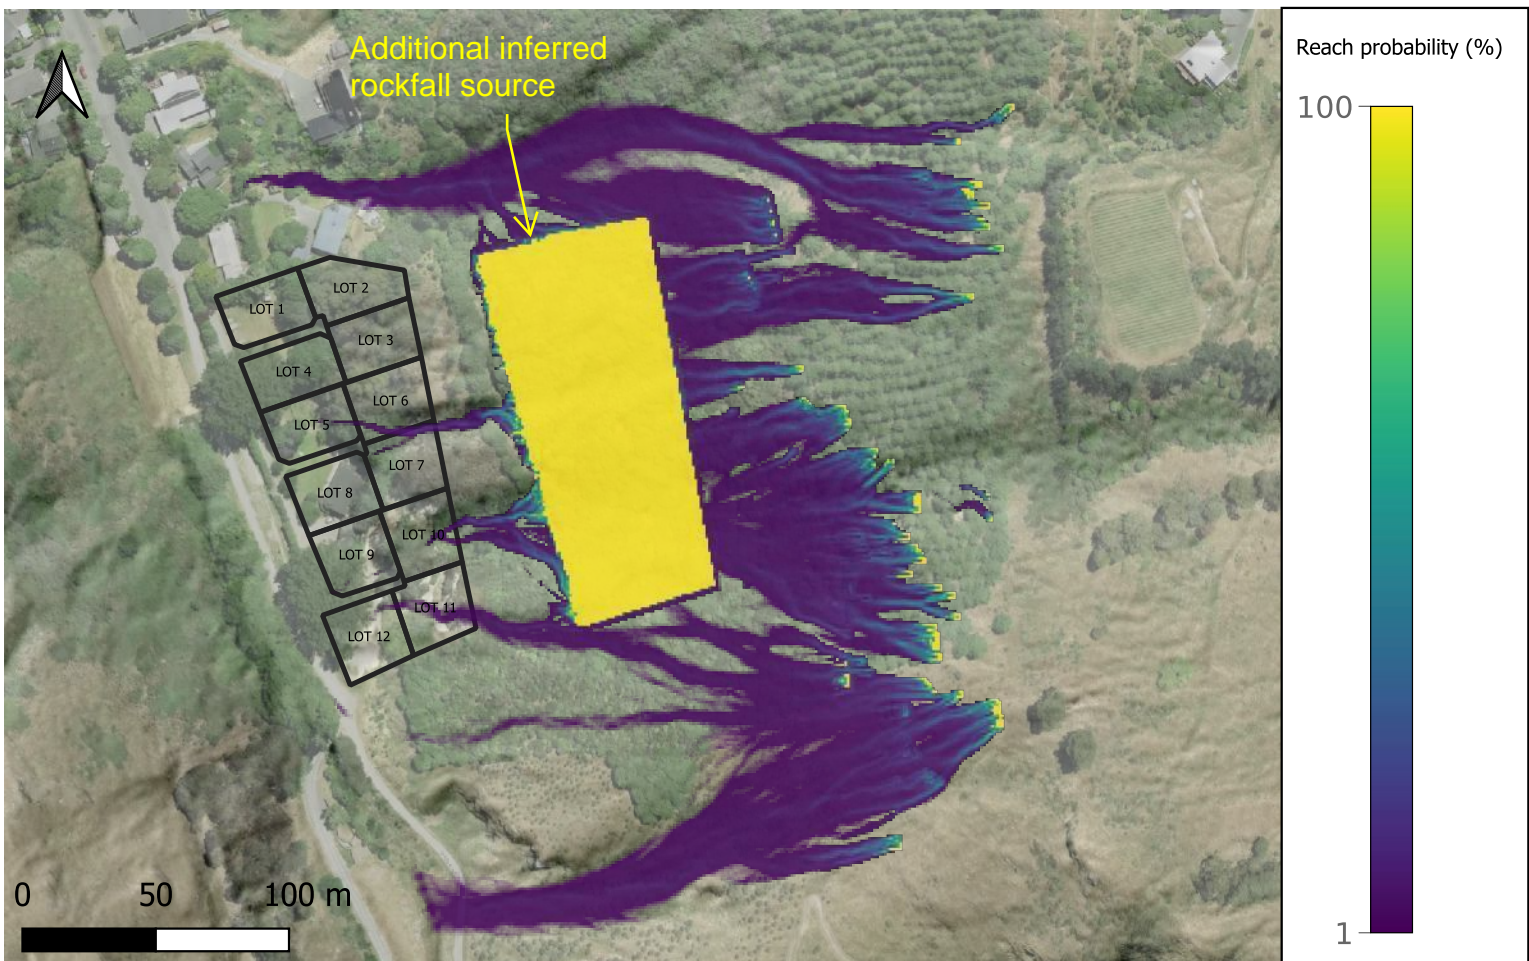 Additional inferred
rockfall source
Reach probability (%)
100
1
LOT 1
LOT 2
LOT 3
LOT 4
LOT 5
LOT 6
LOT 7
LOT 8
LOT 9
LOT 10
LOT 11
LOT 12
0 50 100 m